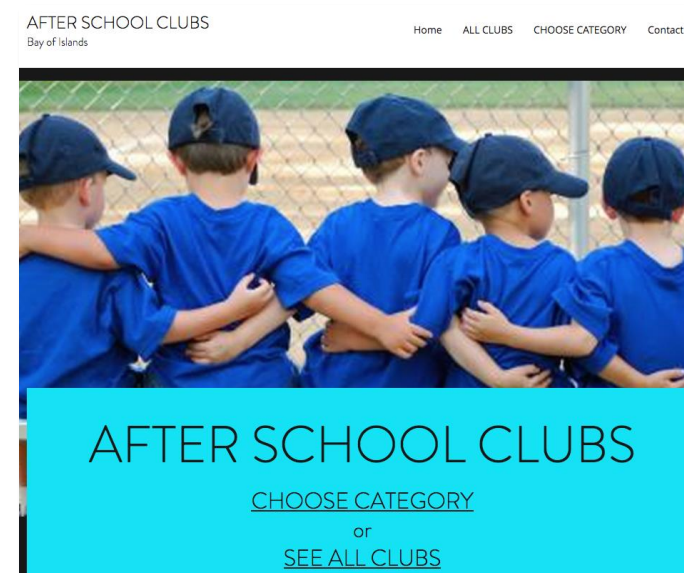 AFTER SCHOOL CLUBS
Bay of Islands
Home ALL CLUBS CHOOSE CATEGORY Contact
AFTER SCHOOL CLUBS
CHOOSE CATEGORY
or
SEE ALL CLUBS